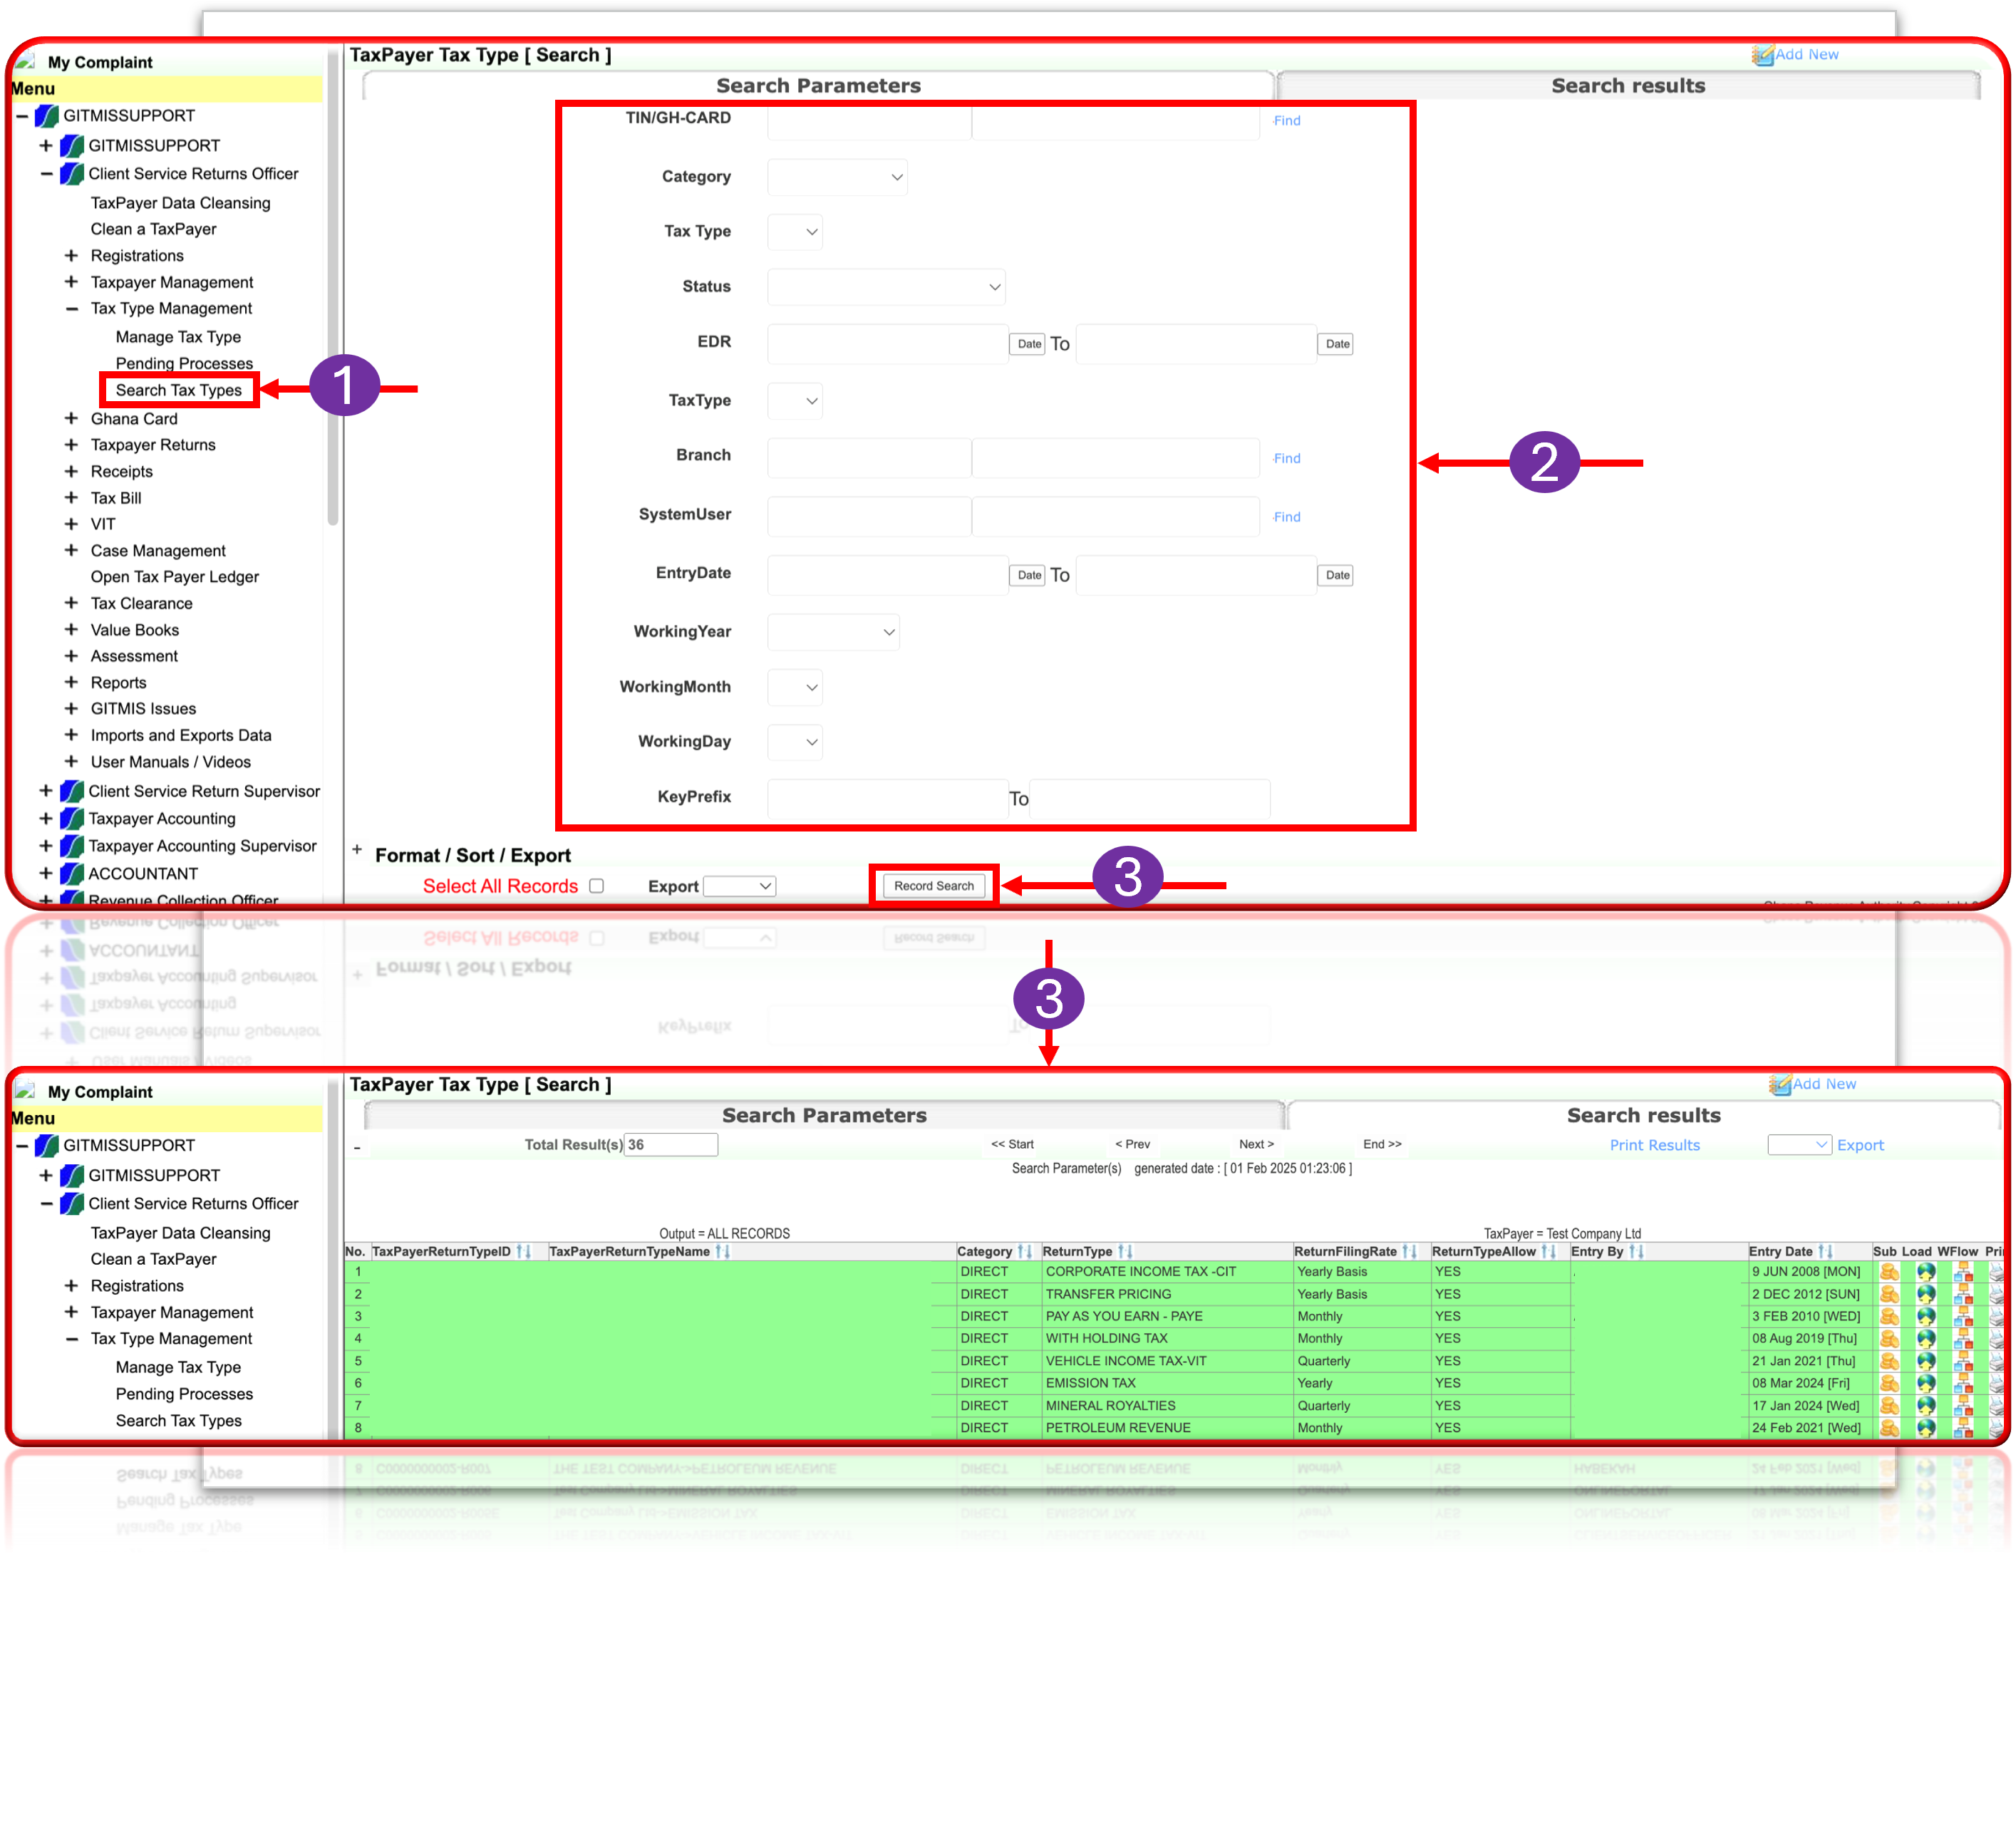 My Complaint
Menu
GITMISSUPPORT
GITMISSUPPORT
Client Service Returns Officer
TaxPayer Data Cleansing
Clean a TaxPayer
Registrations
Taxpayer Management
Tax Type Management
Manage Tax Type
Pending Processes
Search Tax Types
Ghana Card
Taxpayer Returns
Receipts
Tax Bill
VIT
Case Management
Open Tax Payer Ledger
Tax Clearance
Value Books
Assessment
Reports
GITMIS Issues
Imports and Exports Data
User Manuals / Videos
Client Service Return Supervisor
Taxpayer Accounting
Taxpayer Accounting Supervisor
ACCOUNTANT
Revenue Collection Officer
1
TaxPayer Tax Type [ Search ]
Add New
Search Parameters
Search results
TIN/GH-CARD Find
Category
Tax Type
Status
EDR Date To Date
TaxType
Branch Find
SystemUser Find
EntryDate Date To Date
WorkingYear
WorkingMonth
WorkingDay
KeyPrefix To
2
+ Format / Sort / Export
Select All Records Export Record Search
3
3
My Complaint
Menu
GITMISSUPPORT
GITMISSUPPORT
Client Service Returns Officer
TaxPayer Data Cleansing
Clean a TaxPayer
Registrations
Taxpayer Management
Tax Type Management
Manage Tax Type
Pending Processes
Search Tax Types
TaxPayer Tax Type [ Search ]
Add New
Search Parameters
Search results
- Total Result(s) 36 << Start < Prev Next > End >> Print Results Export
Search Parameter(s) generated date : [ 01 Feb 2025 01:23:06 ]
Output = ALL RECORDS TaxPayer = Test Company Ltd
No. TaxPayerReturnTypeID TaxPayerReturnTypeName Category ReturnType ReturnFilingRate ReturnTypeAllow Entry By Entry Date Sub Load WFlow Pri
1 DIRECT CORPORATE INCOME TAX -CIT Yearly Basis YES 9 JUN 2008 [MON]
2 DIRECT TRANSFER PRICING Yearly Basis YES 2 DEC 2012 [SUN]
3 DIRECT PAY AS YOU EARN - PAYE Monthly YES 3 FEB 2010 [WED]
4 DIRECT WITH HOLDING TAX Monthly YES 08 Aug 2019 [Thu]
5 DIRECT VEHICLE INCOME TAX-VIT Quarterly YES 21 Jan 2021 [Thu]
6 DIRECT EMISSION TAX Yearly YES 08 Mar 2024 [Fri]
7 DIRECT MINERAL ROYALTIES Quarterly YES 17 Jan 2024 [Wed]
8 DIRECT PETROLEUM REVENUE Monthly YES 24 Feb 2021 [Wed]